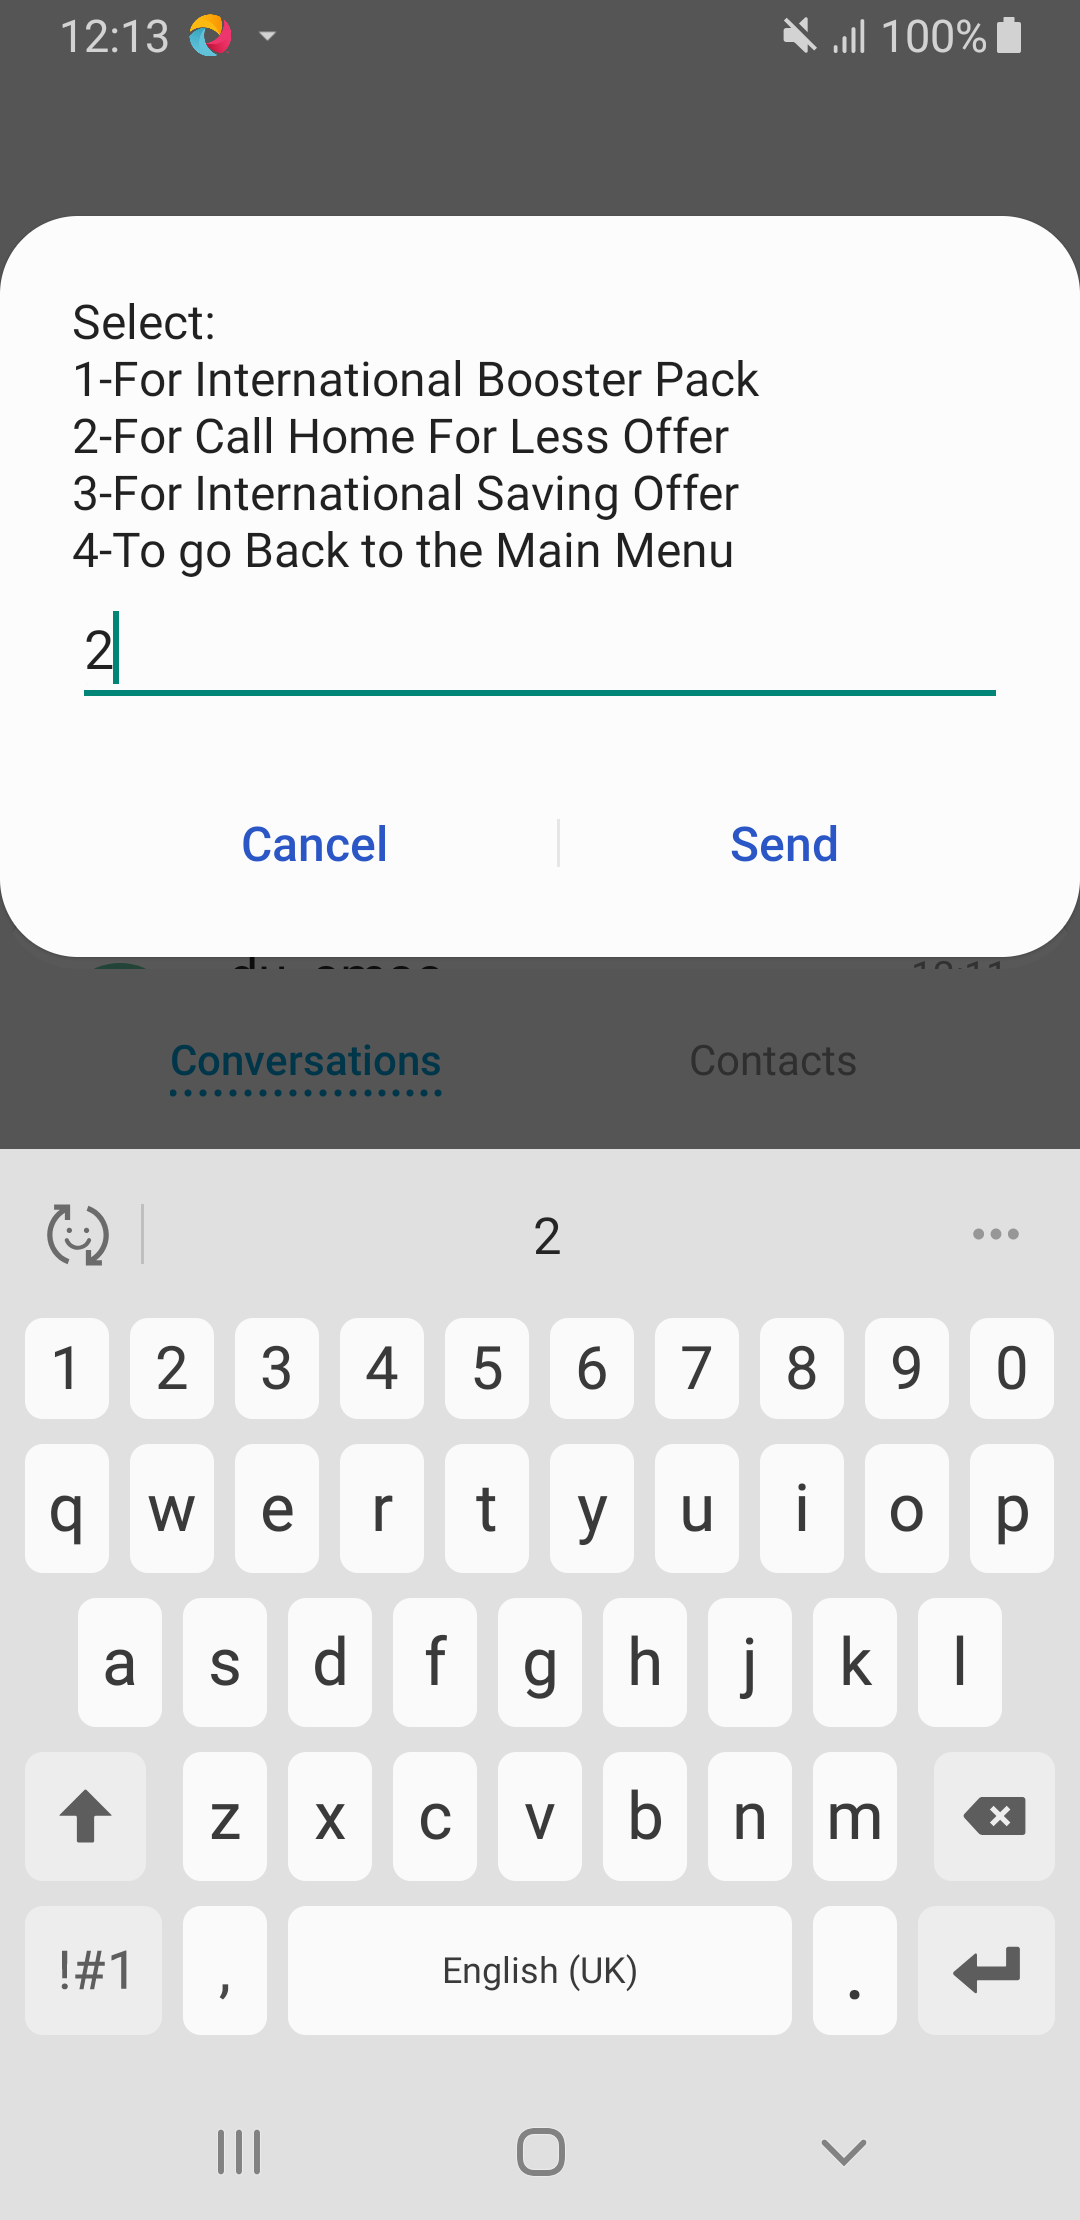 12:13 100%
Select:
1-For International Booster Pack
2-For Call Home For Less Offer
3-For International Saving Offer
4-To go Back to the Main Menu
2
Cancel Send
Conversations Contacts
2
1 2 3 4 5 6 7 8 9 0
q w e r t y u i o p
a s d f g h j k l
z x c v b n m
!#1 , English (UK) .